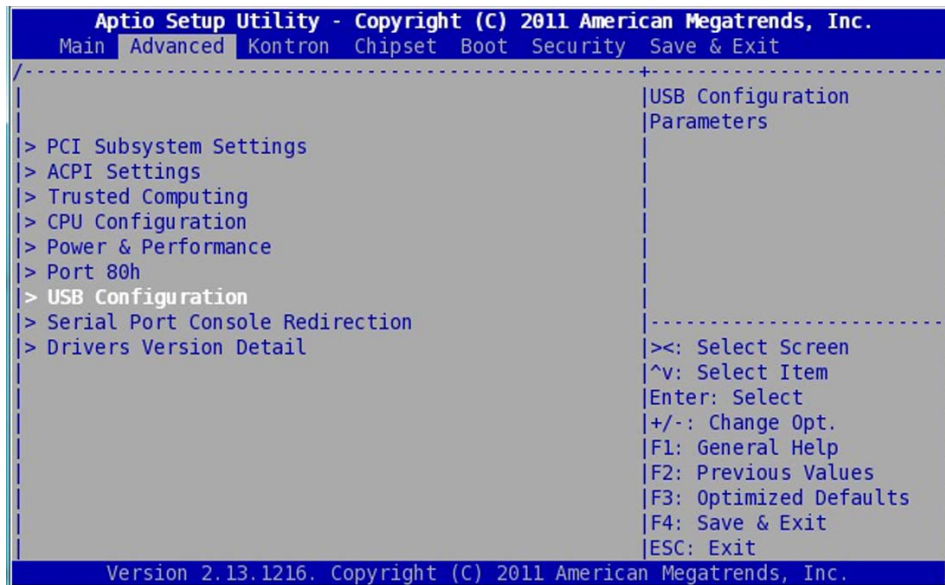 Aptio Setup Utility - Copyright (C) 2011 American Megatrends, Inc.
Main Advanced Kontron Chipset Boot Security Save & Exit
USB Configuration
Parameters
> PCI Subsystem Settings
> ACPI Settings
> Trusted Computing
> CPU Configuration
> Power & Performance
> Port 80h
> USB Configuration
> Serial Port Console Redirection
> Drivers Version Detail
><: Select Screen
^v: Select Item
Enter: Select
+/-: Change Opt.
F1: General Help
F2: Previous Values
F3: Optimized Defaults
F4: Save & Exit
ESC: Exit
Version 2.13.1216. Copyright (C) 2011 American Megatrends, Inc.